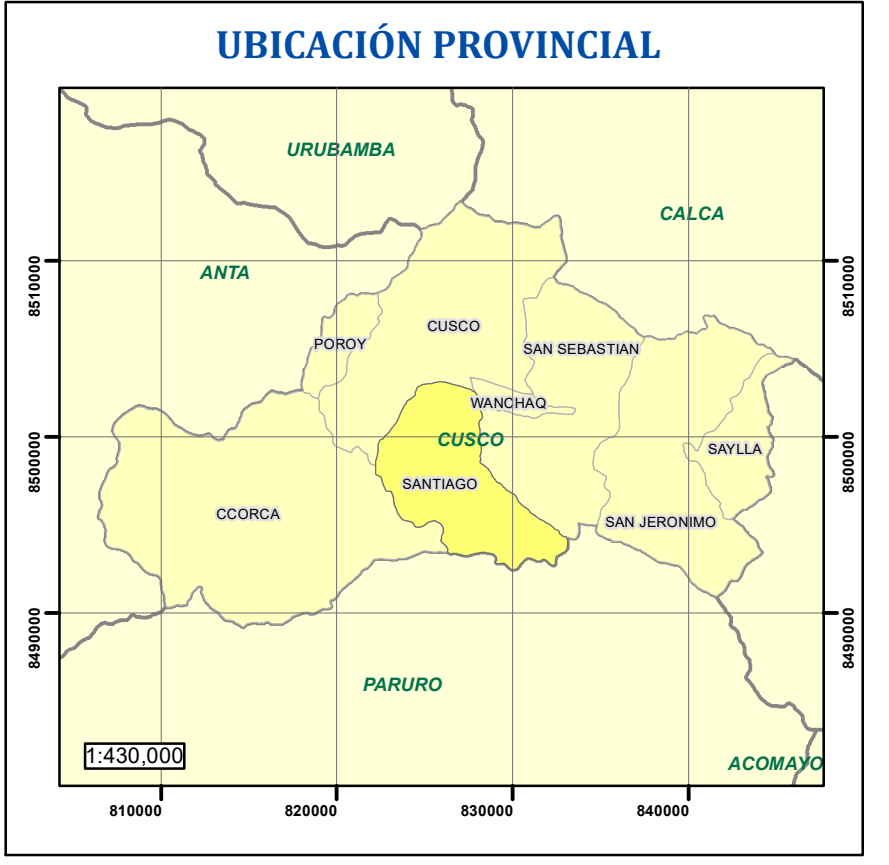 UBICACIÓN PROVINCIAL
URUBAMBA
CALCA
ANTA
8510000
8510000
CUSCO
POROY
SAN SEBASTIAN
WANCHAQ
CUSCO
8500000
8500000
SAYLLA
SANTIAGO
CCORCA
SAN JERONIMO
8490000
8490000
PARURO
1:430,000
ACOMAYO
810000
820000
830000
840000